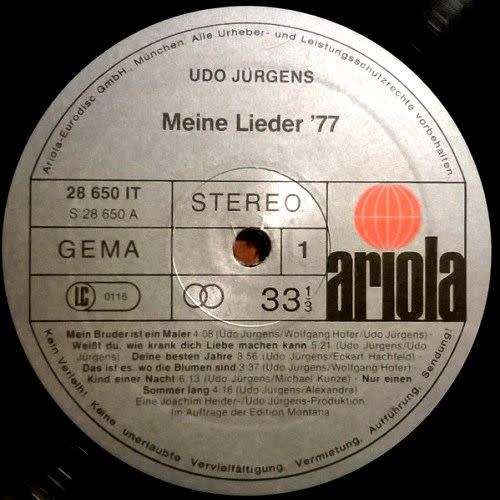 Ariola-Eurodisc GmbH., München. Alle Urheber- und Leistungsschutzrechte vorbehalten.
UDO JÜRGENS
Meine Lieder '77
28 650 IT
S 28 650 A
STEREO
GEMA
1
LC 0116
33 1/3
ariola
Mein Bruder ist ein Maler 4:08 (Udo Jürgens/Wolfgang Hofer/Udo Jürgens) ·
Weißt du, wie krank dich Liebe machen kann 5:21 (Udo Jürgens/Udo
Jürgens) · Deine besten Jahre 3:56 (Udo Jürgens/Eckart Hachfeld) ·
Das ist es, wo die Blumen sind 3:37 (Udo Jürgens/Wolfgang Hofer) ·
Kind einer Nacht 6:13 (Udo Jürgens/Michael Kunze) · Nur einen
Sommer lang 4:16 (Udo Jürgens/Alexandra)
Eine Joachim Heider-/Udo Jürgens-Produktion
im Auftrage der Edition Montana
Kein Verleih! Keine unerlaubte Vervielfältigung, Vermietung, Aufführung, Sendung!